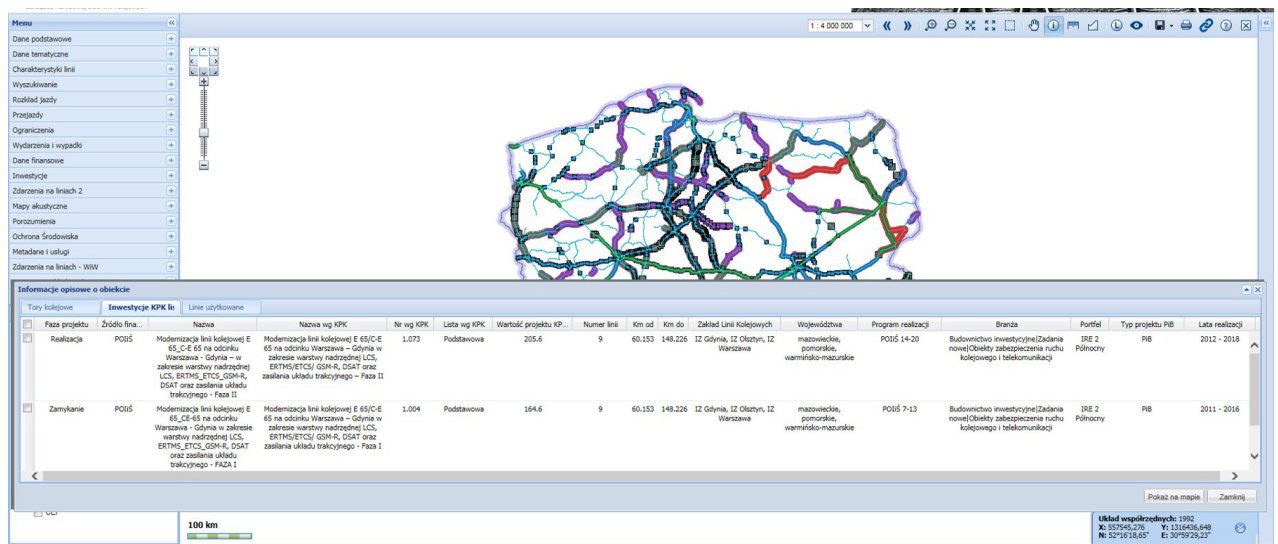 Menu
1 : 4 000 000
Dane podstawowe
Dane tematyczne
Charakterystyki linii
Wyszukiwanie
Rozkład jazdy
Przejazdy
Ograniczenia
Wydarzenia i wypadki
Dane finansowe
Inwestycje
Zdarzenia na liniach 2
Mapy akustyczne
Porozumienia
Ochrona Środowiska
Metadane i usługi
Zdarzenia na liniach - WiW
Informacje opisowe o obiekcie
Tory kolejowe Inwestycje KPK li Linie użytkowane
Faza projektu Źródło fina... Nazwa Nazwa wg KPK Nr wg KPK Lista wg KPK Wartość projektu KP... Numer linii Km od Km do Zakład Linii Kolejowych Województwa Program realizacji Branża Portfel Typ projektu PiB Lata realizacji
Realizacja POIiŚ Modernizacja linii kolejowej E Modernizacja linii kolejowej E 65/C-E 1.073 Podstawowa 205.6 9 60.153 148.226 IZ Gdynia, IZ Olsztyn, IZ mazowieckie, POIiŚ 14-20 Budownictwo inwestycyjne|Zadania IRE 2 PiB 2012 - 2018
65_C-E 65 na odcinku 65 na odcinku Warszawa – Gdynia w Warszawa pomorskie, nowe|Obiekty zabezpieczenia ruchu Północny
Warszawa - Gdynia – w zakresie warstwy nadrzędnej LCS, warmińsko-mazurskie kolejowego i telekomunikacji
zakresie warstwy nadrzędnej ERTMS/ETCS/GSM-R, DSAT oraz
LCS, ERTMS_ETCS_GSM-R, zasilania układu trakcyjnego – Faza II
DSAT oraz zasilania układu
trakcyjnego - Faza II
Zamykanie POIiŚ Modernizacja linii kolejowej E Modernizacja linii kolejowej E 65/C-E 1.004 Podstawowa 164.6 9 60.153 148.226 IZ Gdynia, IZ Olsztyn, IZ mazowieckie, POIiŚ 7-13 Budownictwo inwestycyjne|Zadania IRE 2 PiB 2011 - 2016
65_CE-65 na odcinku 65 na odcinku Warszawa – Gdynia w Warszawa pomorskie, nowe|Obiekty zabezpieczenia ruchu Północny
Warszawa - Gdynia w zakresie zakresie warstwy nadrzędnej LCS, warmińsko-mazurskie kolejowego i telekomunikacji
warstwy nadrzędnej LCS, ERTMS/ETCS/ GSM-R, DSAT oraz
ERTMS_ETCS_GSM-R, DSAT zasilania układu trakcyjnego - Faza I
oraz zasilania układu
trakcyjnego - FAZA I
Pokaż na mapie Zamknij
100 km
Układ współrzędnych: 1992
X: 557545,276 Y: 1316436,648
N: 52°16'18,65" E: 30°59'29,23"